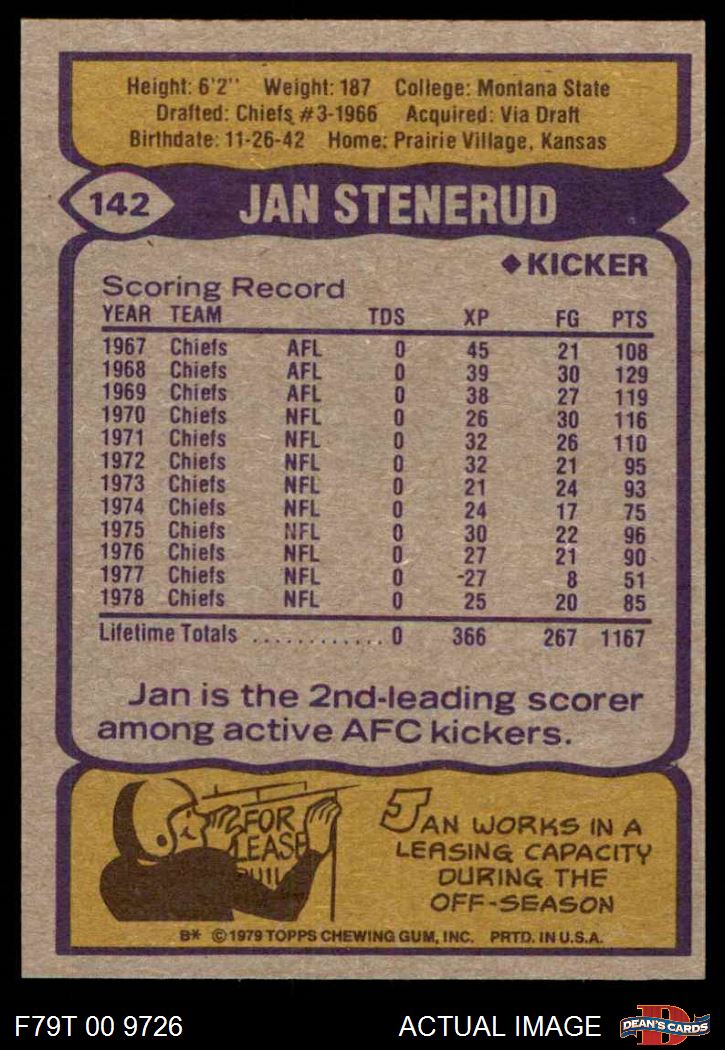 Height: 6'2'' Weight: 187 College: Montana State
Drafted: Chiefs #3-1966 Acquired: Via Draft
Birthdate: 11-26-42 Home: Prairie Village, Kansas
142 JAN STENERUD
◆KICKER
Scoring Record
YEAR TEAM TDS XP FG PTS
1967 Chiefs AFL 0 45 21 108
1968 Chiefs AFL 0 39 30 129
1969 Chiefs AFL 0 38 27 119
1970 Chiefs NFL 0 26 30 116
1971 Chiefs NFL 0 32 26 110
1972 Chiefs NFL 0 32 21 95
1973 Chiefs NFL 0 21 24 93
1974 Chiefs NFL 0 24 17 75
1975 Chiefs NFL 0 30 22 96
1976 Chiefs NFL 0 27 21 90
1977 Chiefs NFL 0 27 8 51
1978 Chiefs NFL 0 25 20 85
Lifetime Totals ............0 366 267 1167
Jan is the 2nd-leading scorer
among active AFC kickers.
FOR
LEASE
BUIL
JAN WORKS IN A
LEASING CAPACITY
DURING THE
OFF-SEASON
B* ©1979 TOPPS CHEWING GUM, INC. PRTD. IN U.S.A.
F79T 00 9726 ACTUAL IMAGE DEAN'S CARDS